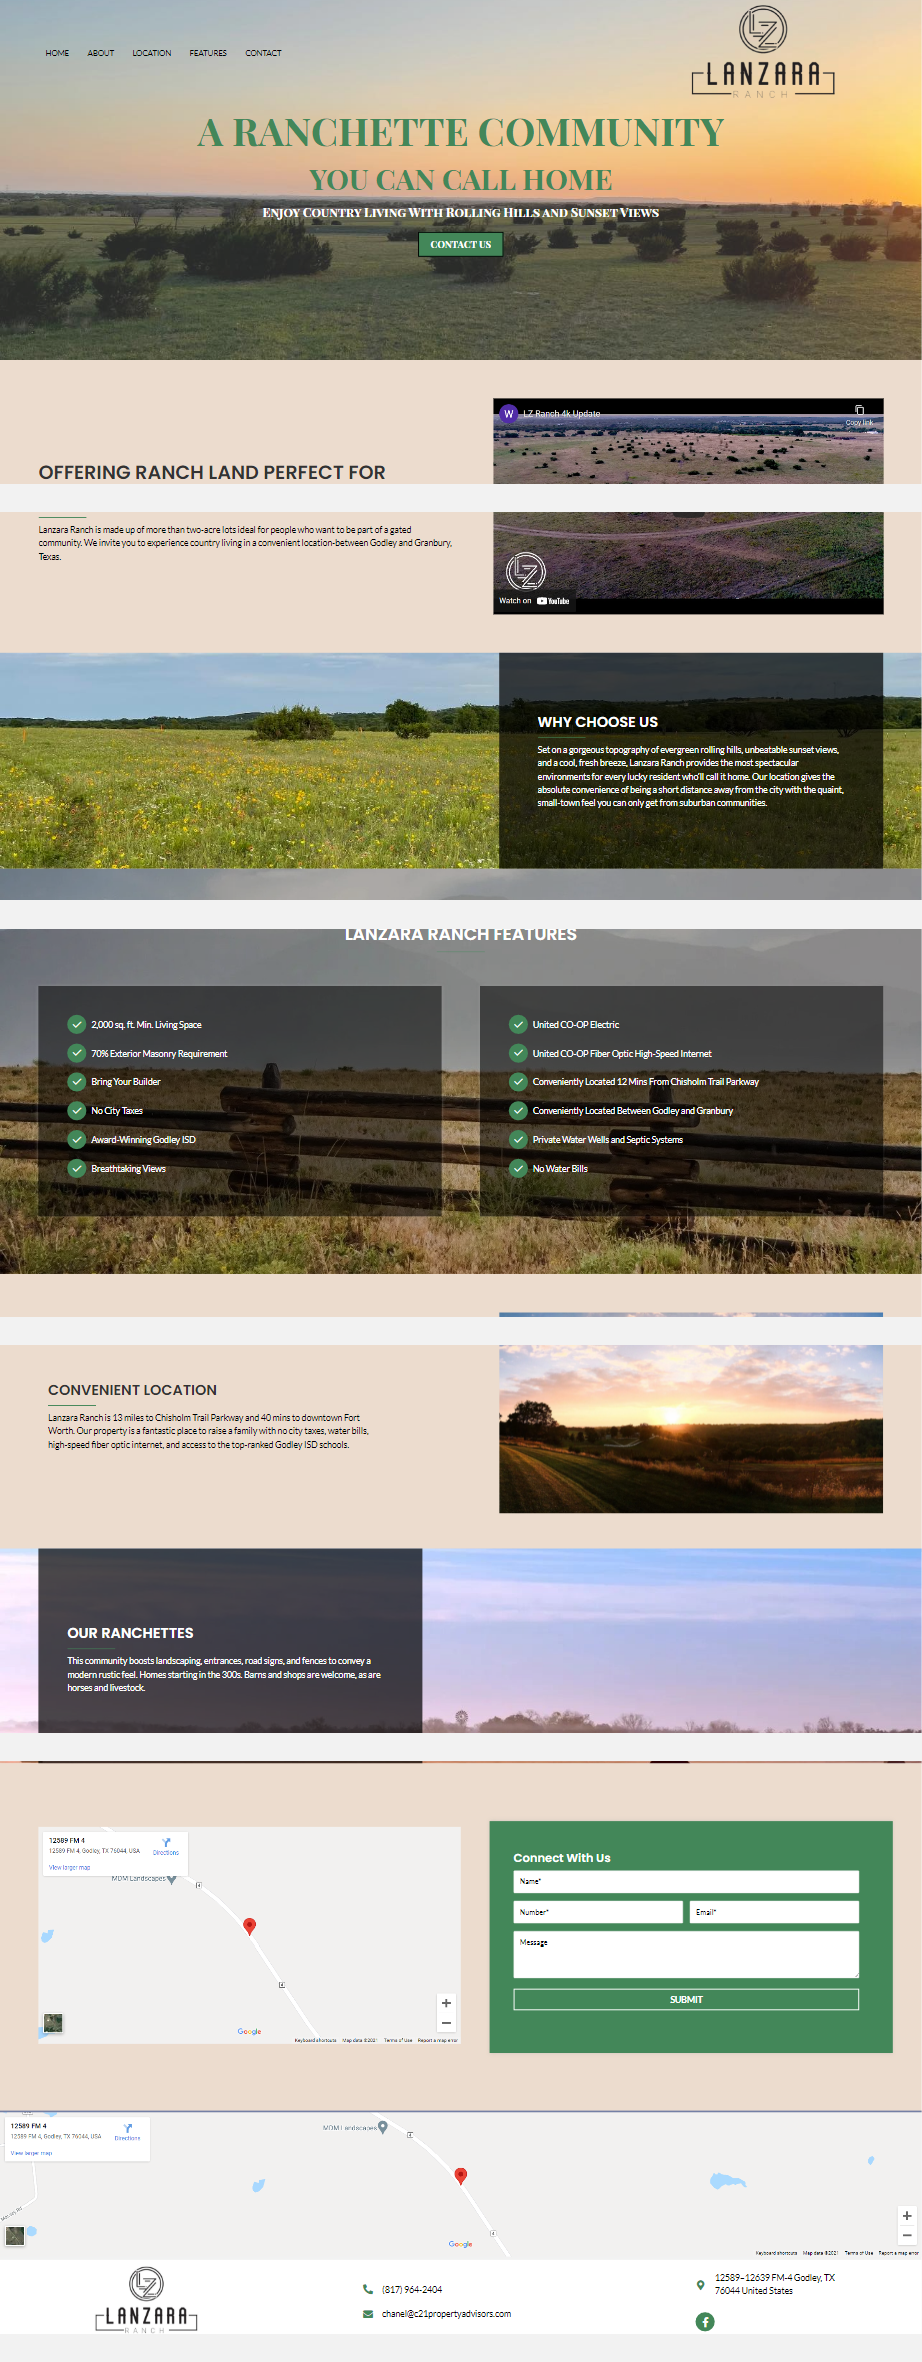 HOME ABOUT LOCATION FEATURES CONTACT
LANZARA
RANCH
A RANCHETTE COMMUNITY
YOU CAN CALL HOME
ENJOY COUNTRY LIVING WITH ROLLING HILLS AND SUNSET VIEWS
CONTACT US
W LZ Ranch 4k Update
Copy link
OFFERING RANCH LAND PERFECT FOR
Lanzara Ranch is made up of more than two-acre lots ideal for people who want to be part of a gated
community. We invite you to experience country living in a convenient location-between Godley and Granbury,
Texas.
Watch on YouTube
WHY CHOOSE US
Set on a gorgeous topography of evergreen rolling hills, unbeatable sunset views,
and a cool, fresh breeze, Lanzara Ranch provides the most spectacular
environments for every lucky resident who'll call it home. Our location gives the
absolute convenience of being a short distance away from the city with the quaint,
small-town feel you can only get from suburban communities.
LANZARA RANCH FEATURES
2,000 sq. ft. Min. Living Space
70% Exterior Masonry Requirement
Bring Your Builder
No City Taxes
Award-Winning Godley ISD
Breathtaking Views
United CO-OP Electric
United CO-OP Fiber Optic High-Speed Internet
Conveniently Located 12 Mins From Chisholm Trail Parkway
Conveniently Located Between Godley and Granbury
Private Water Wells and Septic Systems
No Water Bills
CONVENIENT LOCATION
Lanzara Ranch is 13 miles to Chisholm Trail Parkway and 40 mins to downtown Fort
Worth. Our property is a fantastic place to raise a family with no city taxes, water bills,
high-speed fiber optic internet, and access to the top-ranked Godley ISD schools.
OUR RANCHETTES
This community boosts landscaping, entrances, road signs, and fences to convey a
modern rustic feel. Homes starting in the 300s. Barns and shops are welcome, as are
horses and livestock.
12589 FM 4
12589 FM 4, Godley, TX 76044, USA
Directions
View larger map
MDM Landscapes
4
4
Google
Keyboard shortcuts Map data ©2021 Terms of Use Report a map error
Connect With Us
Name*
Number* Email*
Message
SUBMIT
12589 FM 4
12589 FM 4, Godley, TX 76044, USA
Directions
View larger map
MDM Landscapes
4
4
Google
Keyboard shortcuts Map data ©2021 Terms of Use Report a map error
LANZARA
RANCH
(817) 964-2404
chanel@c21propertyadvisors.com
12589–12639 FM-4 Godley, TX
76044 United States